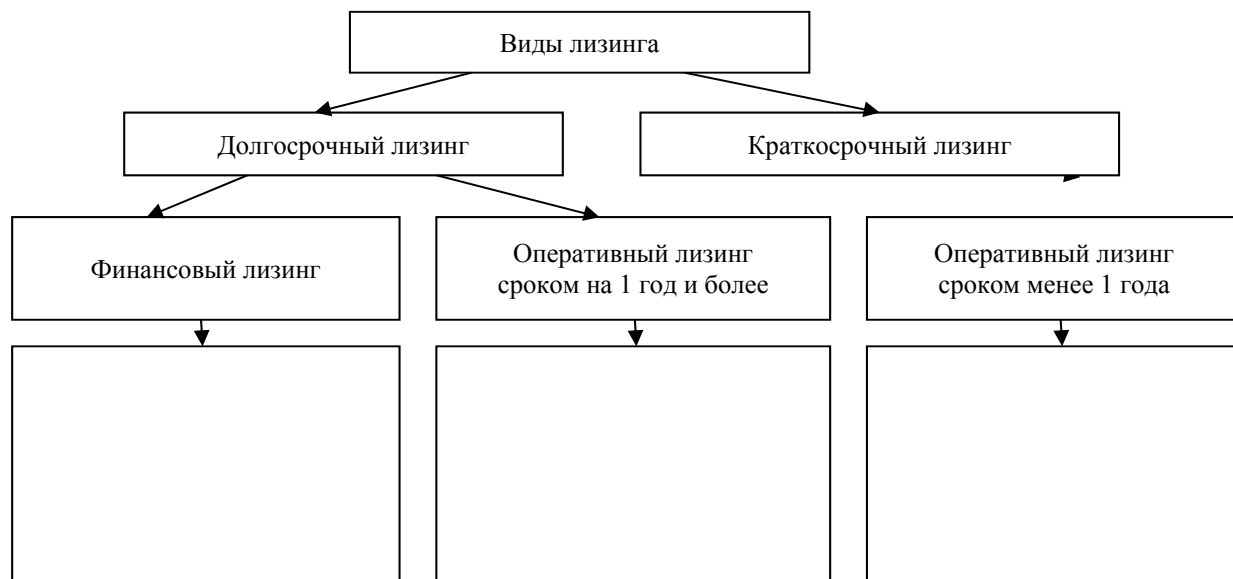 Виды лизинга
Долгосрочный лизинг
Краткосрочный лизинг
Финансовый лизинг
Оперативный лизинг
сроком на 1 год и более
Оперативный лизинг
сроком менее 1 года